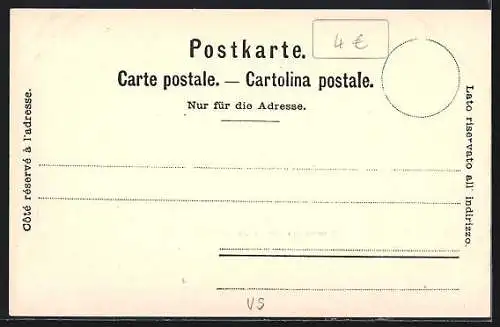 Postkarte.
4 €
Carte postale. — Cartolina postale.
Nur für die Adresse.
Côté réservé à l'adresse.
Lato riservato all' indirizzo.
VS